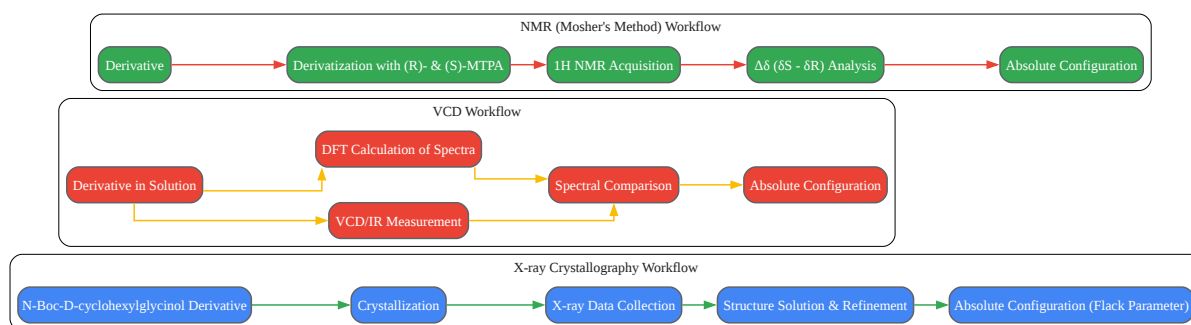 NMR (Mosher's Method) Workflow
Derivative
Derivatization with (R)- & (S)-MTPA
1H NMR Acquisition
Δδ (δS - δR) Analysis
Absolute Configuration
VCD Workflow
DFT Calculation of Spectra
Derivative in Solution
Spectral Comparison
Absolute Configuration
VCD/IR Measurement
X-ray Crystallography Workflow
N-Boc-D-cyclohexylglycinol Derivative
Crystallization
X-ray Data Collection
Structure Solution & Refinement
Absolute Configuration (Flack Parameter)